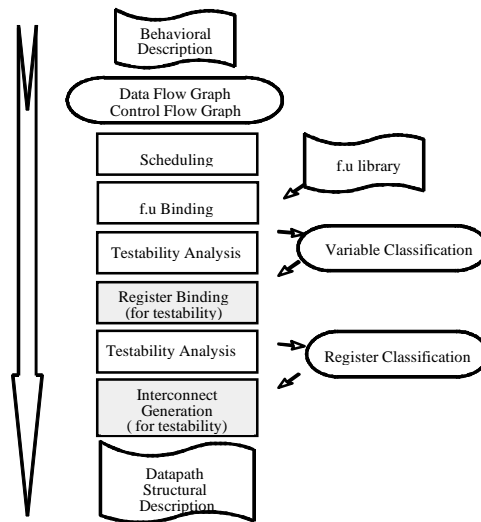 Behavioral
Description
Data Flow Graph
Control Flow Graph
Scheduling
f.u library
f.u Binding
Testability Analysis
Variable Classification
Register Binding
(for testability)
Testability Analysis
Register Classification
Interconnect
Generation
( for testability)
Datapath
Structural
Description